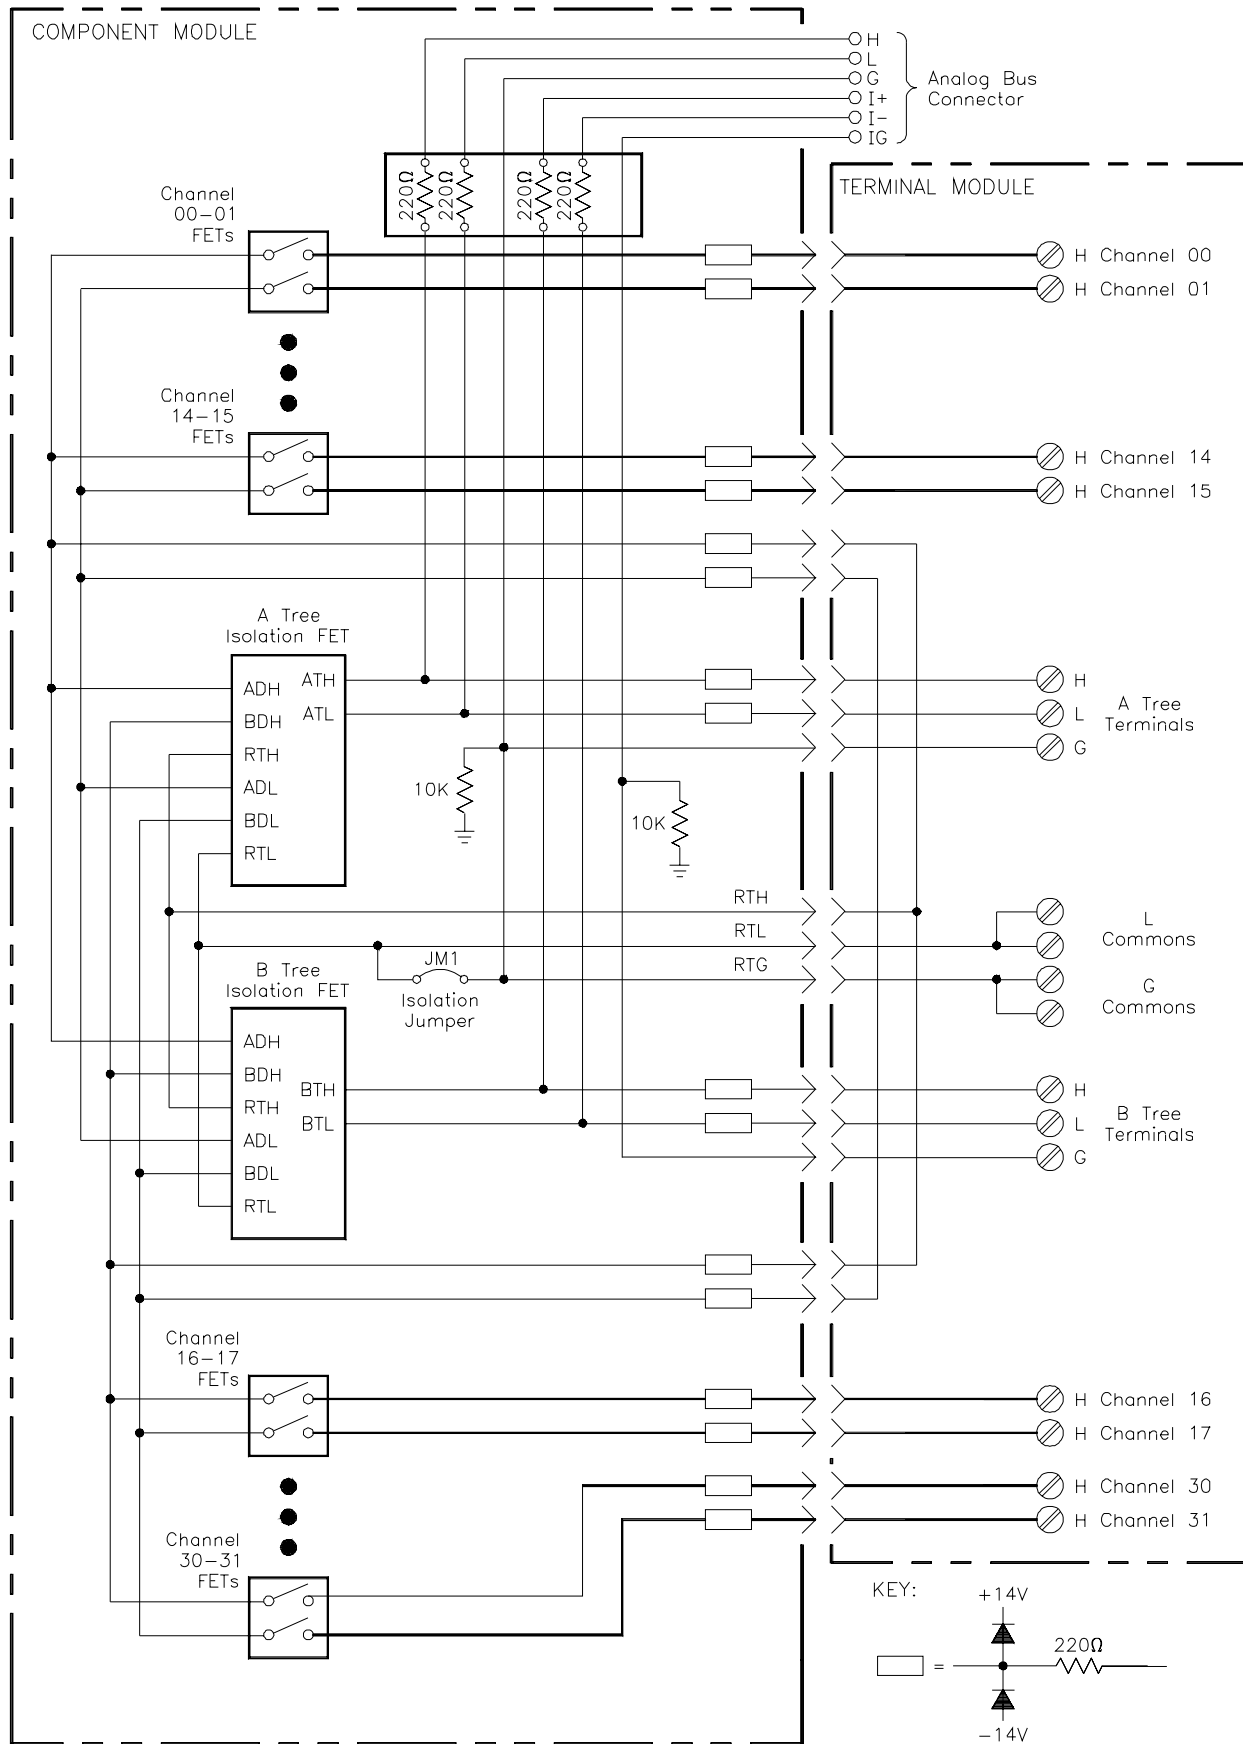 COMPONENT MODULE
H
L
G
I+
I-
IG
Analog Bus
Connector
220Ω
220Ω
220Ω
220Ω
TERMINAL MODULE
Channel
00-01
FETs
H Channel 00
H Channel 01
Channel
14-15
FETs
H Channel 14
H Channel 15
A Tree
Isolation FET
ADH
BDH
RTH
ADL
BDL
RTL
ATH
ATL
H
L
G
A Tree
Terminals
10K
10K
RTH
RTL
RTG
L
Commons
G
Commons
JM1
Isolation
Jumper
B Tree
Isolation FET
ADH
BDH
RTH
ADL
BDL
RTL
BTH
BTL
H
L
G
B Tree
Terminals
Channel
16-17
FETs
H Channel 16
H Channel 17
H Channel 30
H Channel 31
Channel
30-31
FETs
KEY:
+14V
=
220Ω
-14V